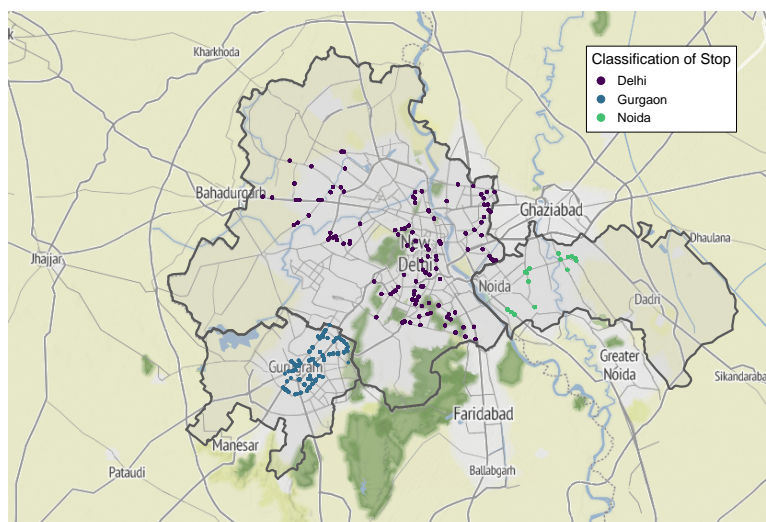 Kharkhoda
Classification of Stop
Delhi
Gurgaon
Noida
Bahadurgarh
Ghaziabad
New
Delhi
Dhaulana
Jhajjar
Noida
Dadri
Gurugram
Greater
Noida
Sikandaraba
Faridabad
Manesar
Pataudi
Ballabgarh